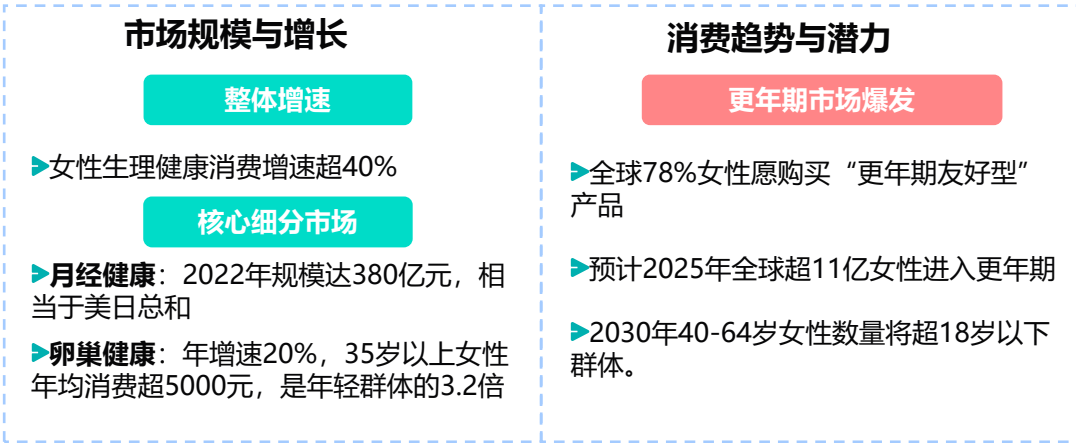 市场规模与增长
整体增速
女性生理健康消费增速超40%
核心细分市场
月经健康：2022年规模达380亿元，相
当于美日总和
卵巢健康：年增速20%，35岁以上女性
年均消费超5000元，是年轻群体的3.2倍
消费趋势与潜力
更年期市场爆发
全球78%女性愿购买“更年期友好型”
产品
预计2025年全球超11亿女性进入更年期
2030年40-64岁女性数量将超18岁以下
群体。